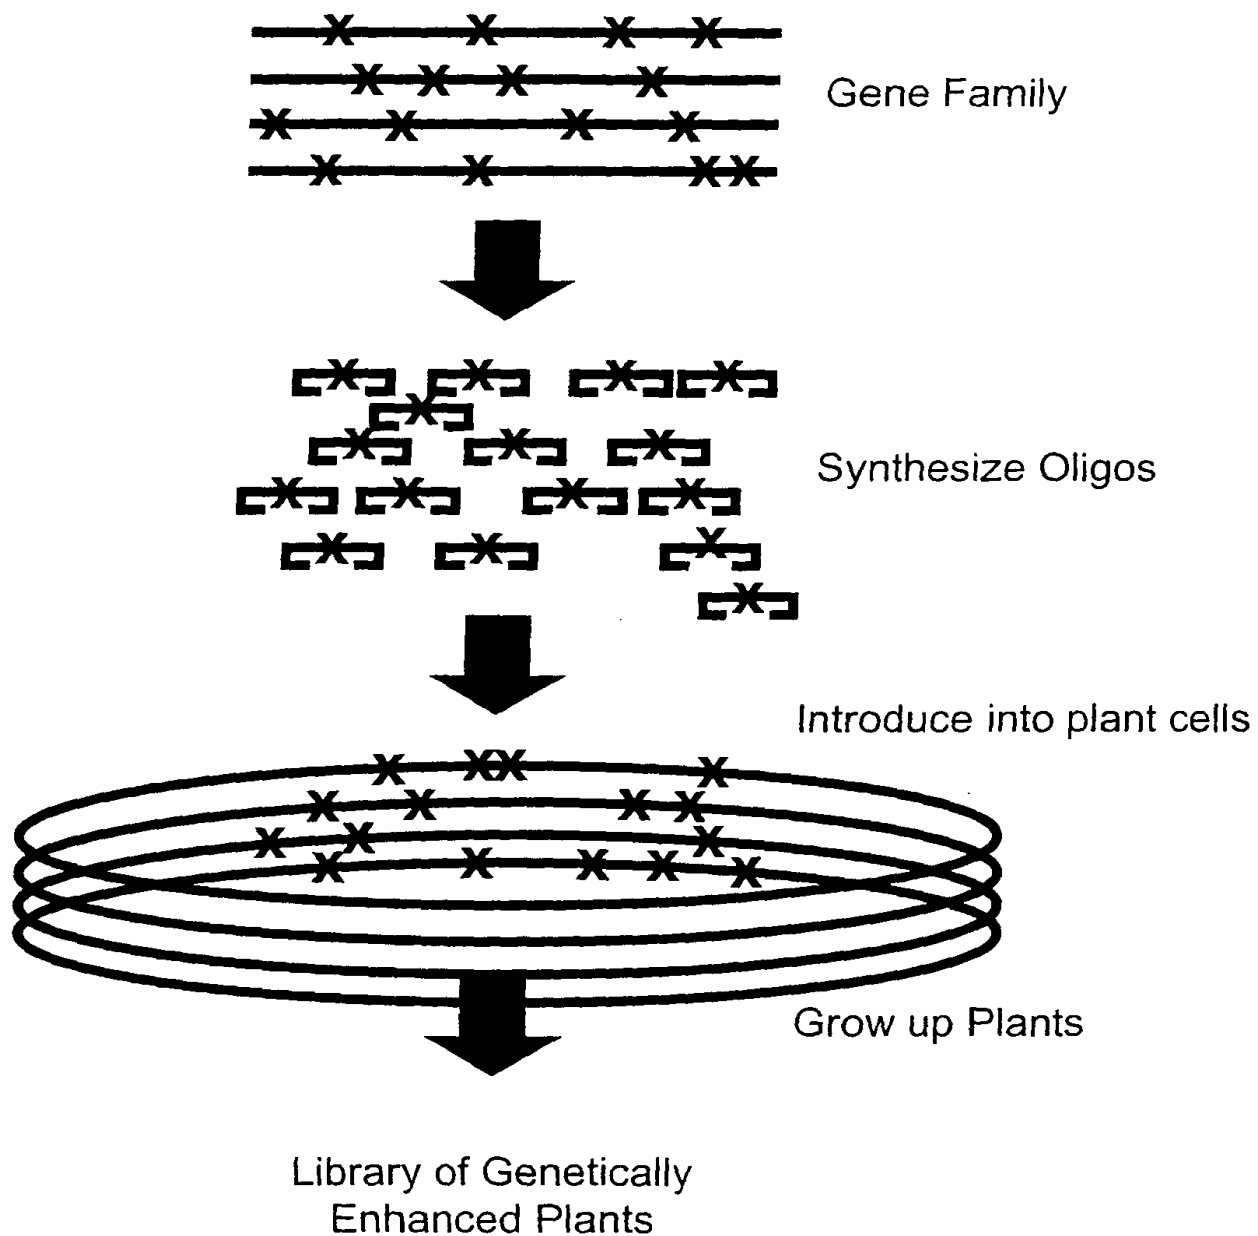 Gene Family
Synthesize Oligos
Introduce into plant cells
Grow up Plants
Library of Genetically
Enhanced Plants